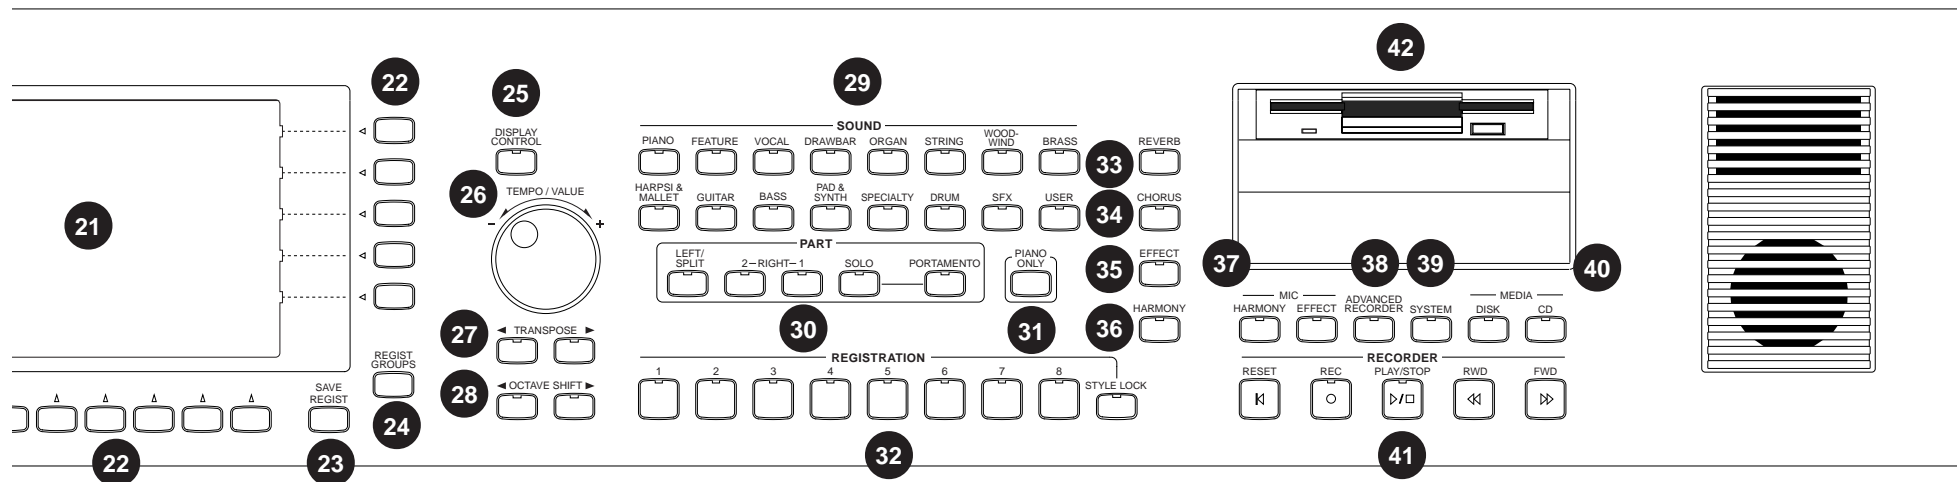 42
22
29
25
SOUND
DISPLAY
CONTROL
PIANO FEATURE VOCAL DRAWBAR ORGAN STRING WOOD-
WIND BRASS REVERB
33
26 TEMPO / VALUE
- +
HARPSI &
MALLET GUITAR BASS PAD &
SYNTH SPECIALTY DRUM SFX USER CHORUS
34
21
PART
LEFT/
SPLIT 2 RIGHT 1 SOLO PORTAMENTO
PIANO
ONLY
35 EFFECT
37 38 39 40
MIC MEDIA
HARMONY EFFECT ADVANCED
RECORDER SYSTEM DISK CD
30 31 36 HARMONY
27 TRANSPOSE
REGIST
GROUPS
REGISTRATION
RECORDER
1 2 3 4 5 6 7 8
STYLE LOCK
RESET REC PLAY/STOP RWD FWD
28 OCTAVE SHIFT
SAVE
REGIST
24
22 23 32 41